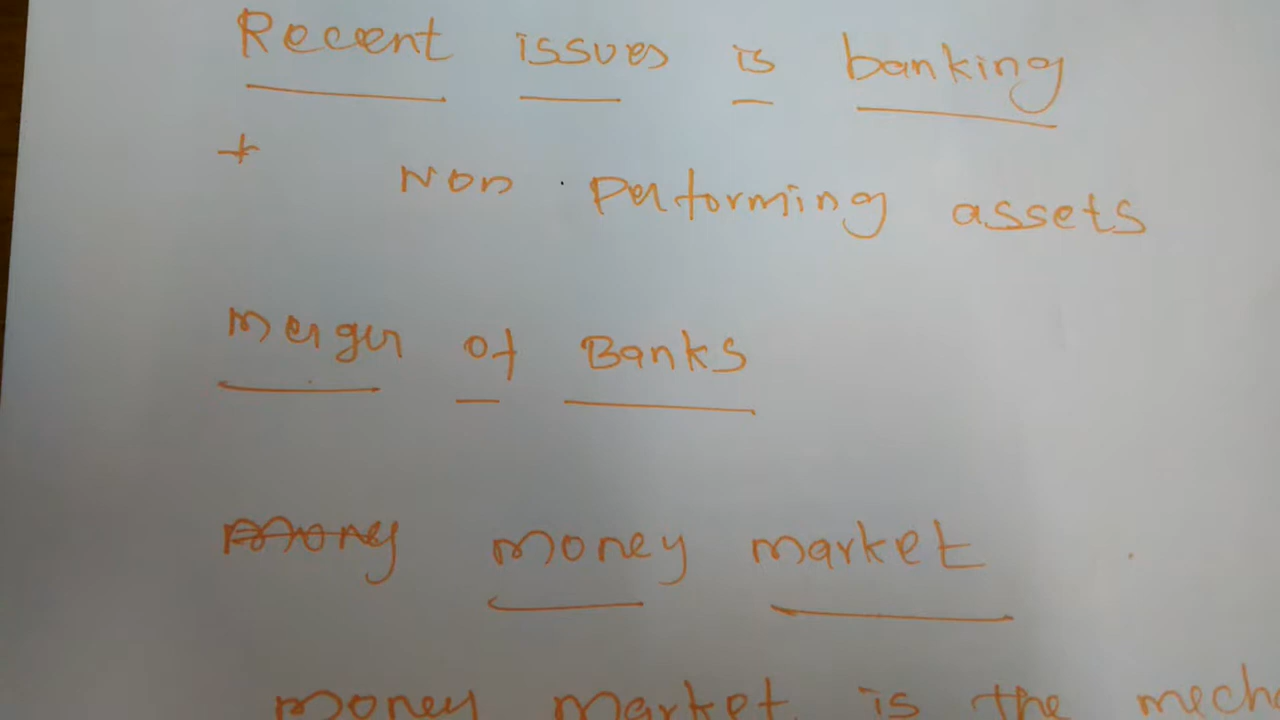 Recent issues is banking
+ Non performing assets
Merger of Banks
money money market
money market is the